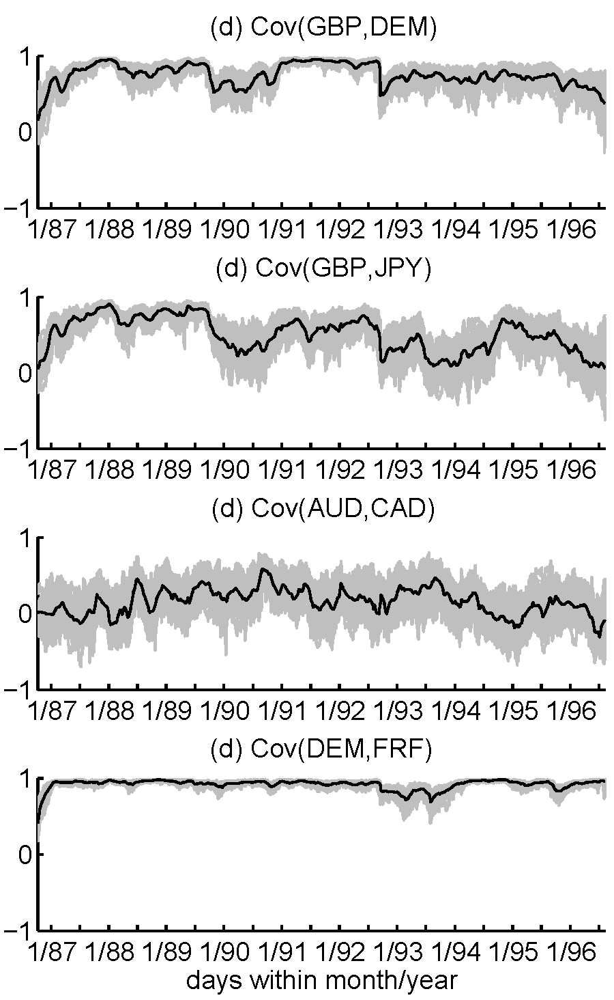 (d) Cov(GBP,DEM)
1
0
−1
1/87 1/88 1/89 1/90 1/91 1/92 1/93 1/94 1/95 1/96
(d) Cov(GBP,JPY)
1
0
−1
1/87 1/88 1/89 1/90 1/91 1/92 1/93 1/94 1/95 1/96
(d) Cov(AUD,CAD)
1
0
−1
1/87 1/88 1/89 1/90 1/91 1/92 1/93 1/94 1/95 1/96
(d) Cov(DEM,FRF)
1
0
−1
1/87 1/88 1/89 1/90 1/91 1/92 1/93 1/94 1/95 1/96
days within month/year